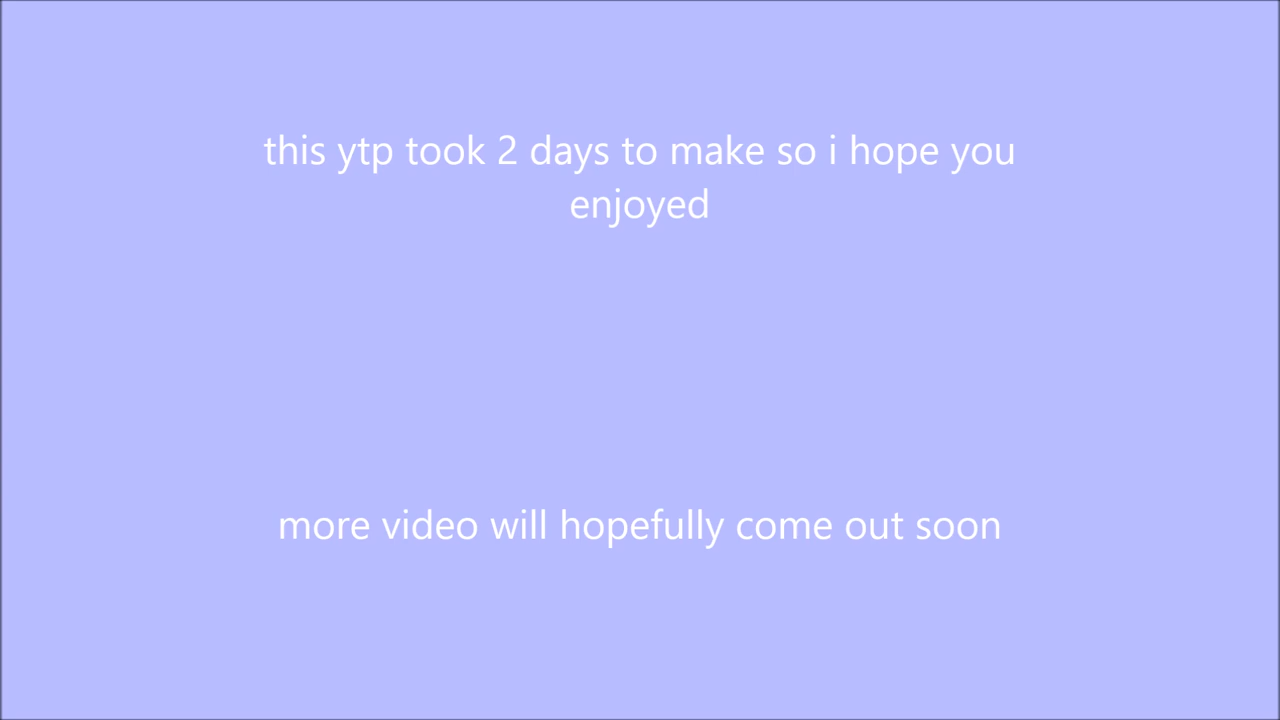 this ytp took 2 days to make so i hope you
enjoyed
more video will hopefully come out soon